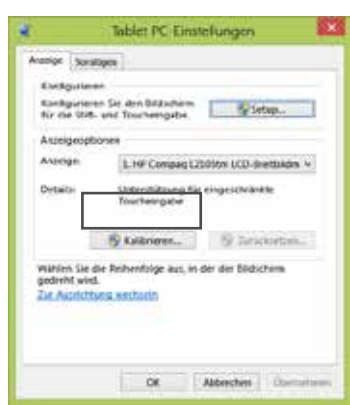 Tablet PC-Einstellungen
Anzeige Sonstiges
Konfigurieren
Konfigurieren Sie den Bildschirm
für die Stift- und Toucheingabe.
Setup...
Anzeigeoptionen
Anzeige:
1. HP Compaq L2105tm LCD-Breitbildm
Details:
Unterstützung für eingeschränkte
Toucheingabe
Kalibrieren... Zurücksetzen...
Wählen Sie die Reihenfolge aus, in der der Bildschirm
gedreht wird.
Zur Ausrichtung wechseln
OK Abbrechen Übernehmen